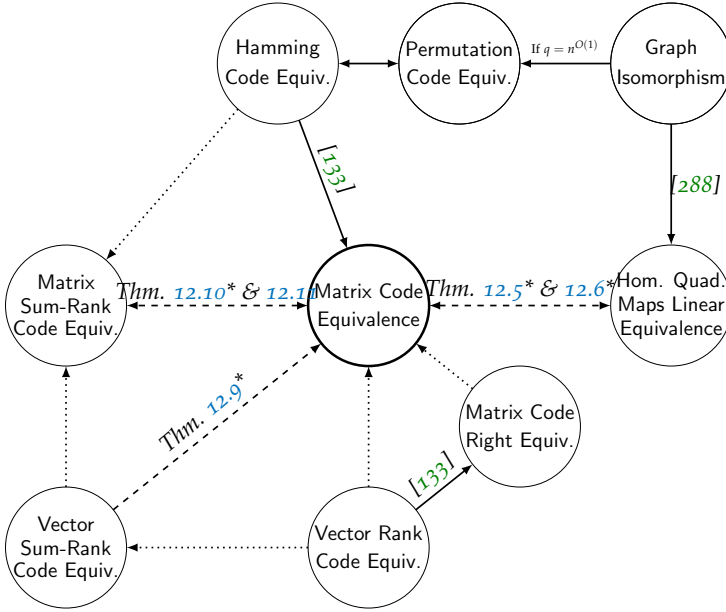 Hamming
Code Equiv.
Permutation
Code Equiv.
If q = n^{O(1)}
Graph
Isomorphism
[133]
[288]
Matrix
Sum-Rank
Code Equiv.
Thm. 12.10* & 12.11
Matrix Code
Equivalence
Thm. 12.5* & 12.6*
Hom. Quad.
Maps Linear
Equivalence
Thm. 12.9*
Matrix Code
Right Equiv.
[133]
Vector
Sum-Rank
Code Equiv.
Vector Rank
Code Equiv.